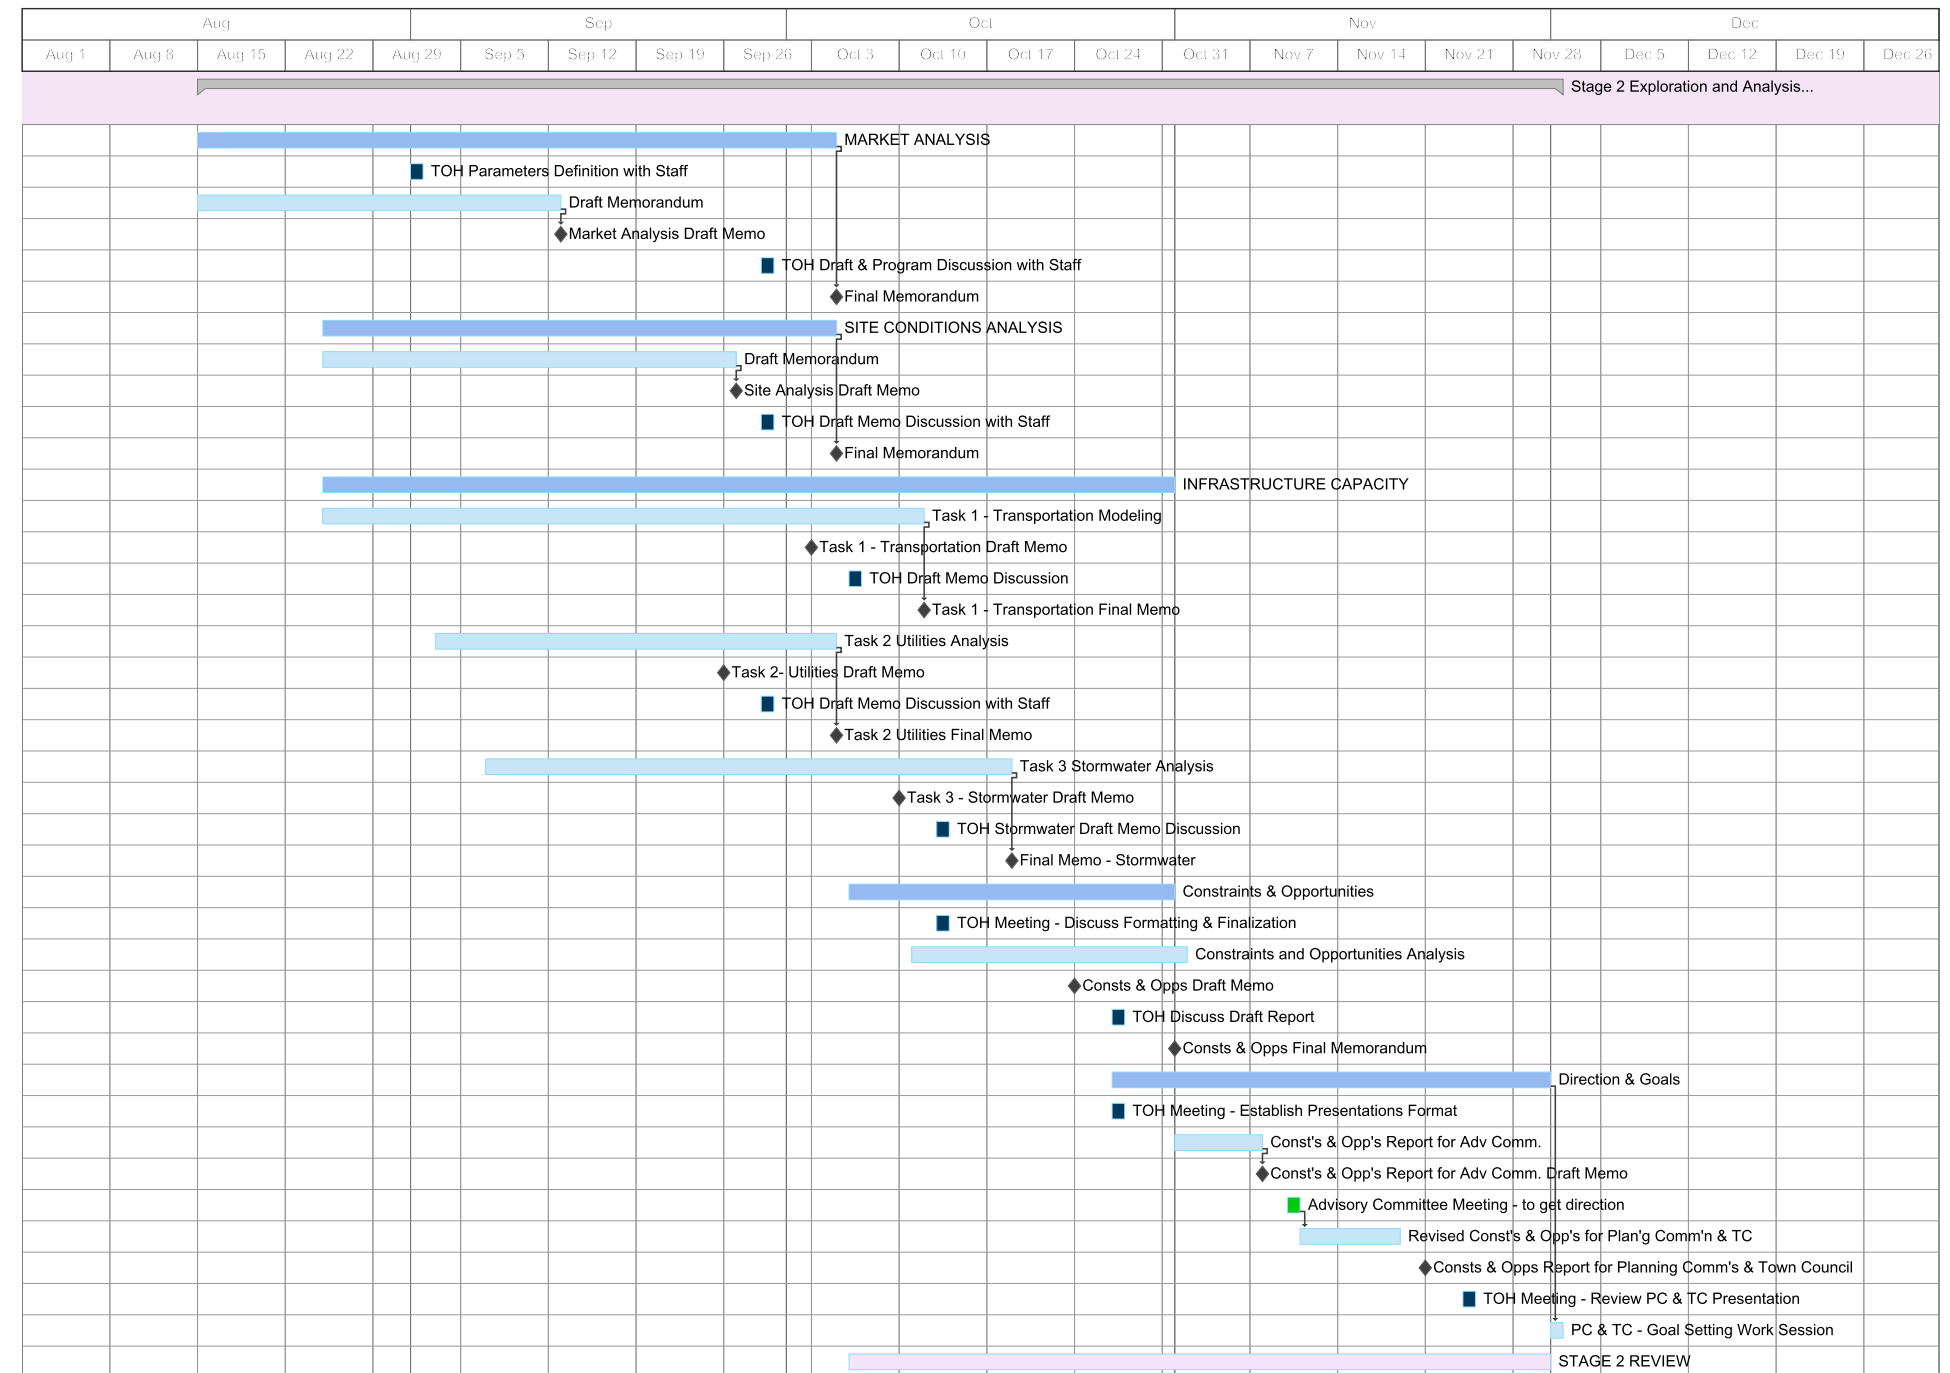 Aug Sep Oct Nov Dec
Aug 1 Aug 8 Aug 15 Aug 22 Aug 29 Sep 5 Sep 12 Sep 19 Sep 26 Oct 3 Oct 10 Oct 17 Oct 24 Oct 31 Nov 7 Nov 14 Nov 21 Nov 28 Dec 5 Dec 12 Dec 19 Dec 26
Stage 2 Exploration and Analysis...
MARKET ANALYSIS
TOH Parameters Definition with Staff
Draft Memorandum
Market Analysis Draft Memo
TOH Draft & Program Discussion with Staff
Final Memorandum
SITE CONDITIONS ANALYSIS
Draft Memorandum
Site Analysis Draft Memo
TOH Draft Memo Discussion with Staff
Final Memorandum
INFRASTRUCTURE CAPACITY
Task 1 - Transportation Modeling
Task 1 - Transportation Draft Memo
TOH Draft Memo Discussion
Task 1 - Transportation Final Memo
Task 2 Utilities Analysis
Task 2- Utilities Draft Memo
TOH Draft Memo Discussion with Staff
Task 2 Utilities Final Memo
Task 3 Stormwater Analysis
Task 3 - Stormwater Draft Memo
TOH Stormwater Draft Memo Discussion
Final Memo - Stormwater
Constraints & Opportunities
TOH Meeting - Discuss Formatting & Finalization
Constraints and Opportunities Analysis
Consts & Opps Draft Memo
TOH Discuss Draft Report
Consts & Opps Final Memorandum
Direction & Goals
TOH Meeting - Establish Presentations Format
Const's & Opp's Report for Adv Comm.
Const's & Opp's Report for Adv Comm. Draft Memo
Advisory Committee Meeting - to get direction
Revised Const's & Opp's for Plan'g Comm'n & TC
Consts & Opps Report for Planning Comm's & Town Council
TOH Meeting - Review PC & TC Presentation
PC & TC - Goal Setting Work Session
STAGE 2 REVIEW